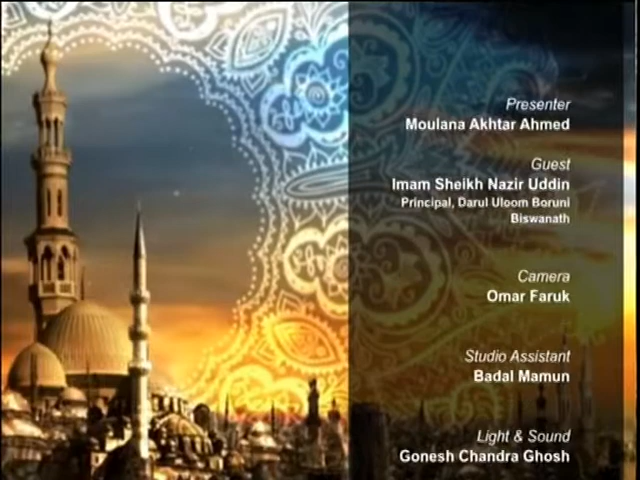 Presenter
Moulana Akhtar Ahmed
Guest
Imam Sheikh Nazir Uddin
Principal, Darul Uloom Boruni
Biswanath
Camera
Omar Faruk
Studio Assistant
Badal Mamun
Light & Sound
Gonesh Chandra Ghosh